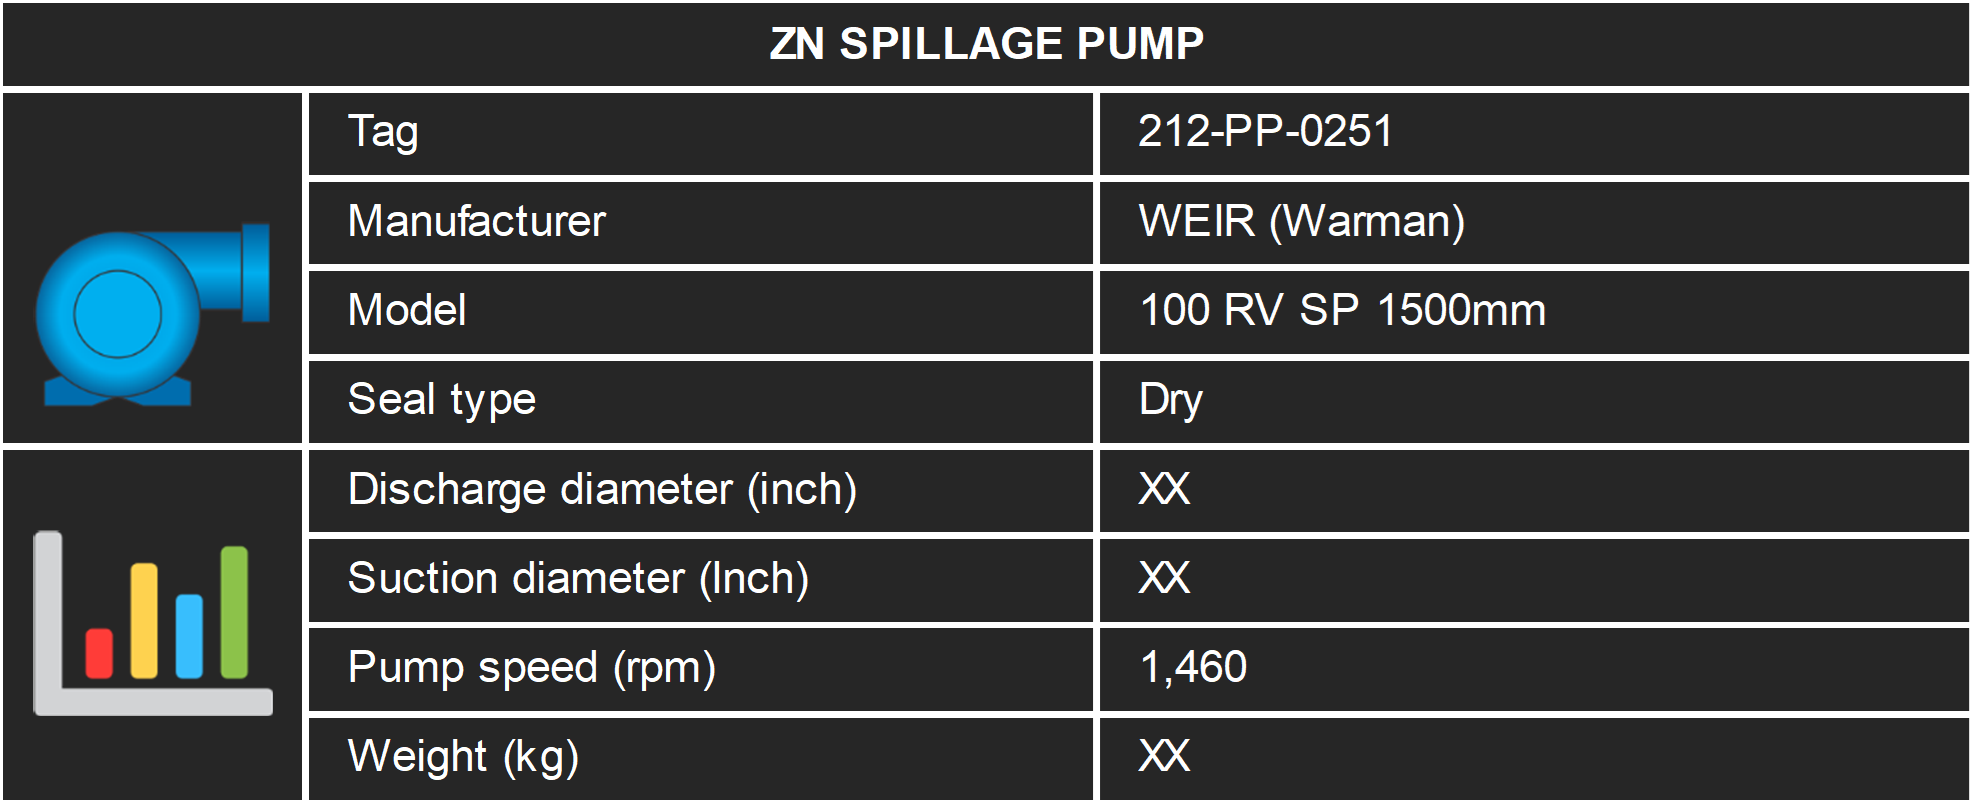 ZN SPILLAGE PUMP
Tag 212-PP-0251
Manufacturer WEIR (Warman)
Model 100 RV SP 1500mm
Seal type Dry
Discharge diameter (inch) XX
Suction diameter (Inch) XX
Pump speed (rpm) 1,460
Weight (kg) XX